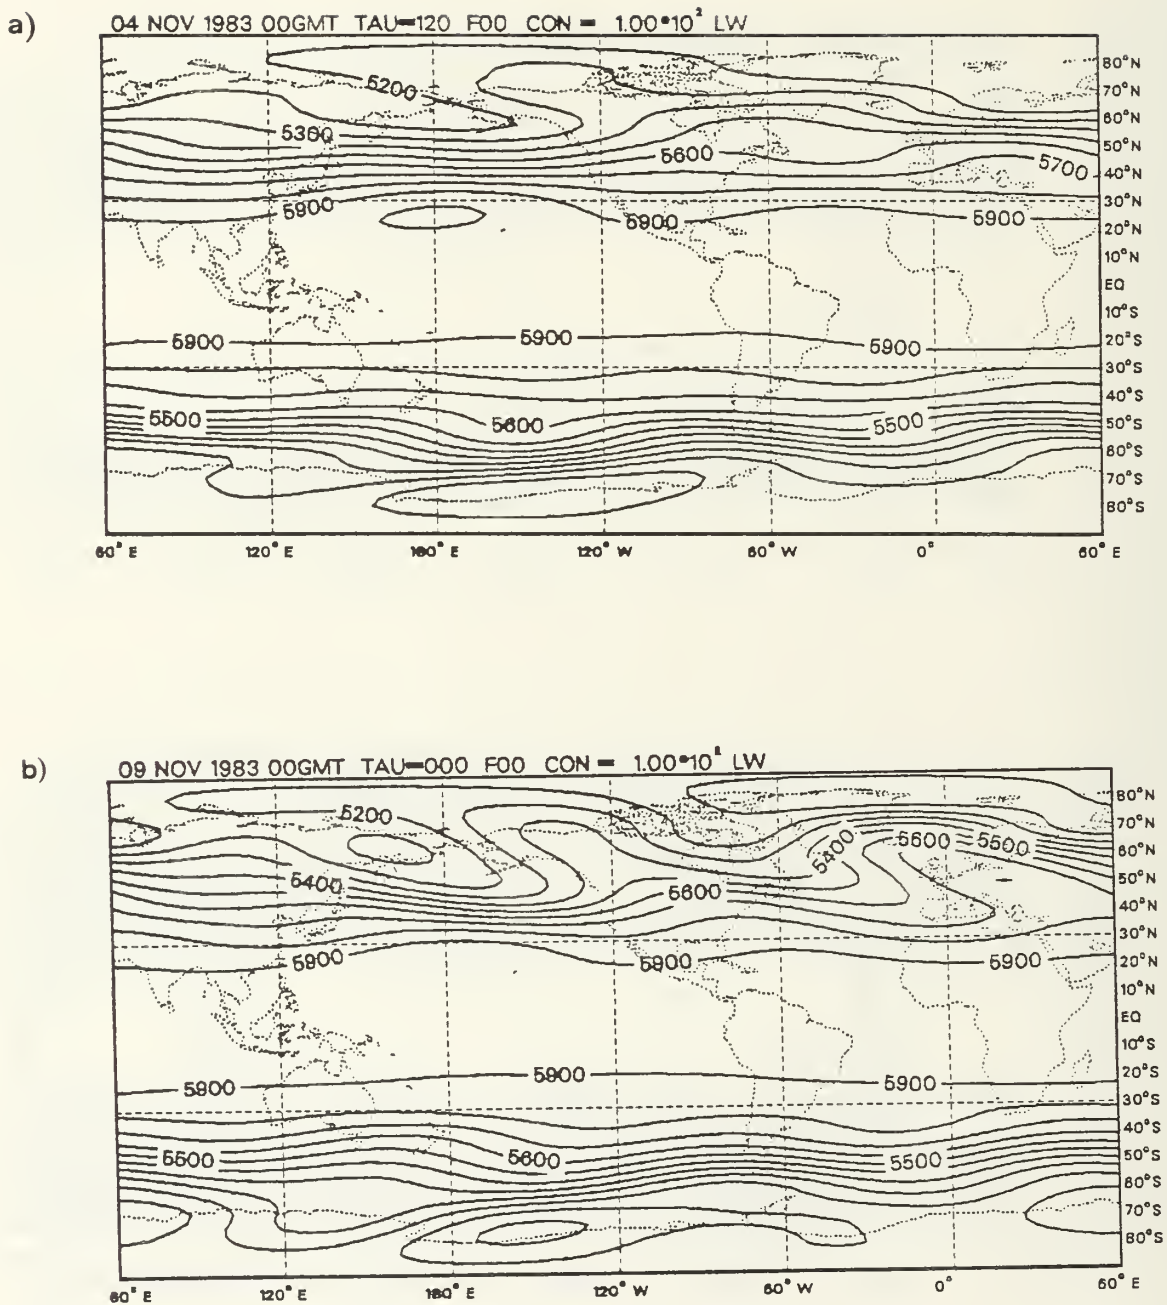 a)
04 NOV 1983 00GMT TAU=120 F00 CON = 1.00*10² LW
80°N
5200
70°N
60°N
5300
50°N
5600
5700
40°N
5900
30°N
5900
5900
20°N
10°N
EQ
10°S
5900
5900
5900
20°S
30°S
40°S
5500
5600
5500
50°S
60°S
70°S
80°S
60°E 120°E 180°E 120°W 60°W 0° 60°E
b)
09 NOV 1983 00GMT TAU=000 F00 CON = 1.00*10² LW
80°N
5200
70°N
5400
5600
5500
60°N
5400
50°N
5600
40°N
30°N
5900
5900
5900
20°N
10°N
EQ
10°S
5900
5900
5900
20°S
30°S
40°S
5500
5600
5500
50°S
60°S
70°S
80°S
60°E 120°E 180°E 120°W 60°W 0° 60°E